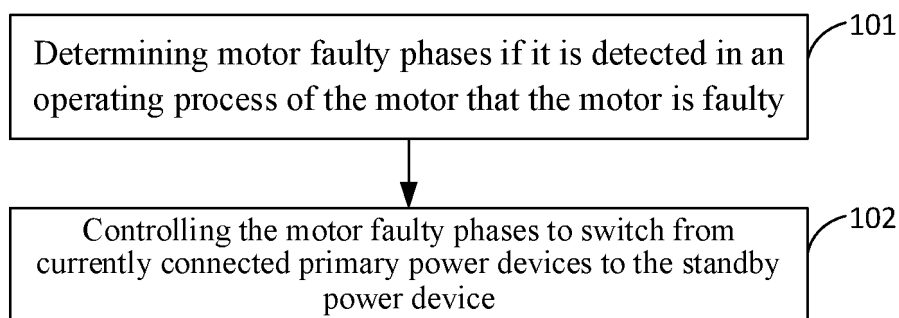 Determining motor faulty phases if it is detected in an
operating process of the motor that the motor is faulty
101
Controlling the motor faulty phases to switch from
currently connected primary power devices to the standby
power device
102